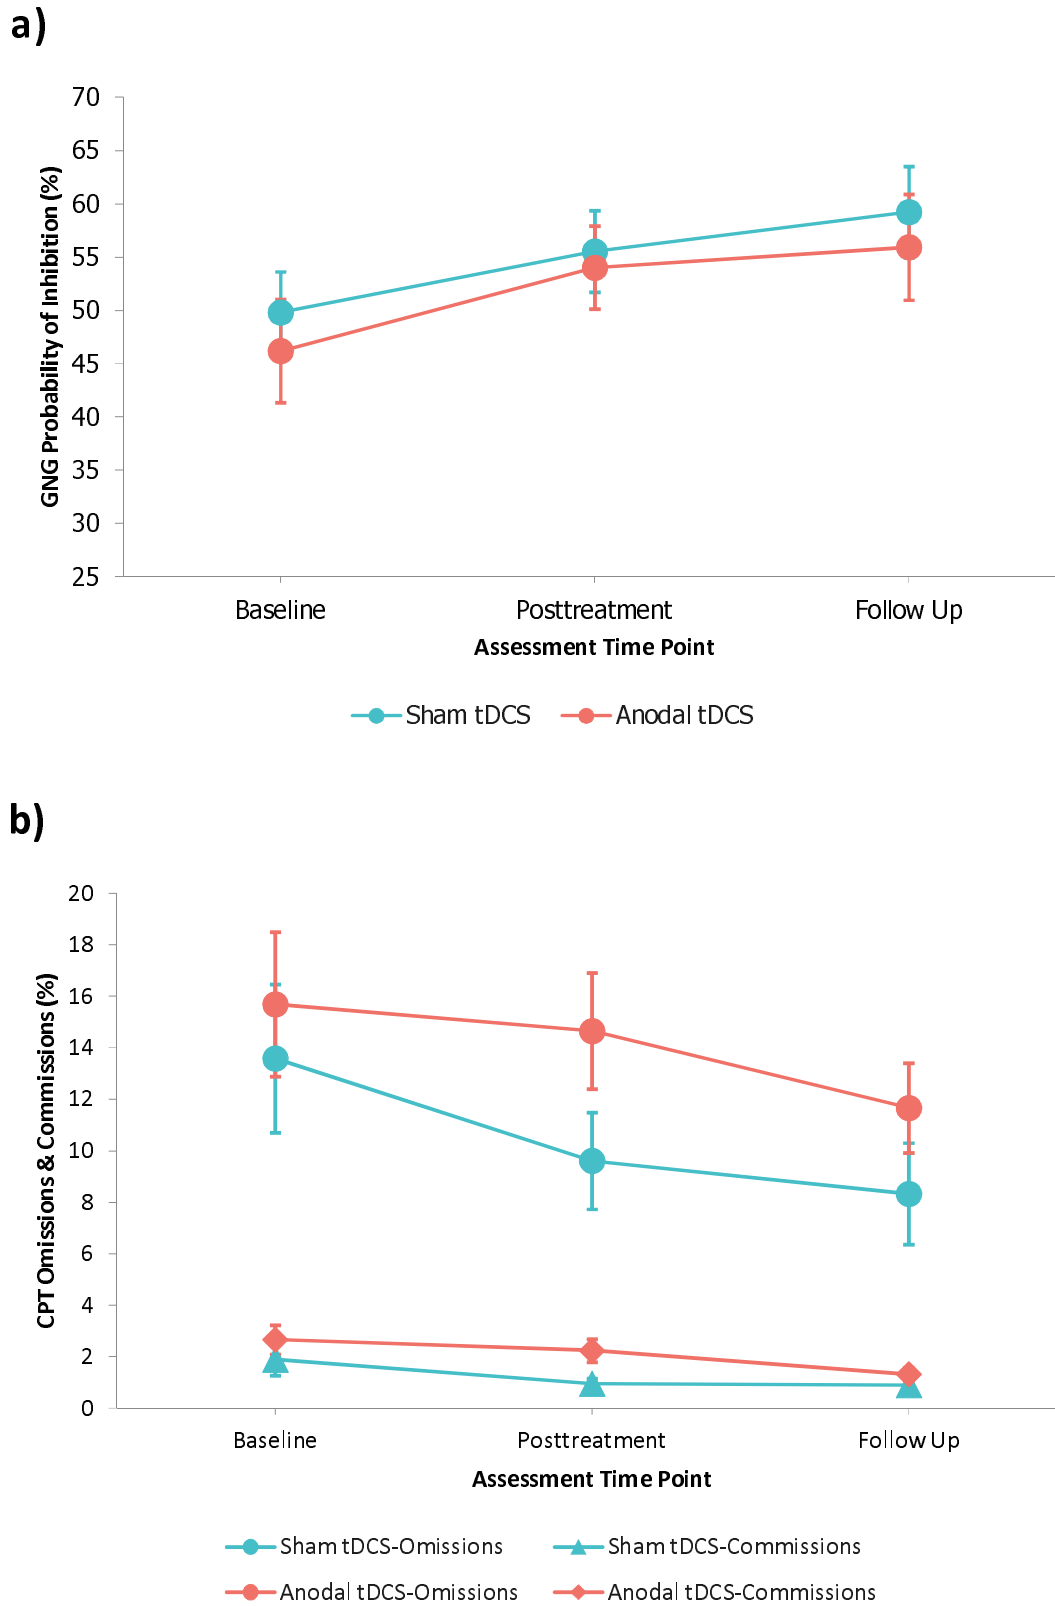 a)
70
65
60
55
50
45
40
35
30
25
GNG Probability of Inhibition (%)
Baseline Posttreatment Follow Up
Assessment Time Point
Sham tDCS Anodal tDCS
b)
20
18
16
14
12
10
8
6
4
2
0
CPT Omissions & Commissions (%)
Baseline Posttreatment Follow Up
Assessment Time Point
Sham tDCS-Omissions Sham tDCS-Commissions
Anodal tDCS-Omissions Anodal tDCS-Commissions